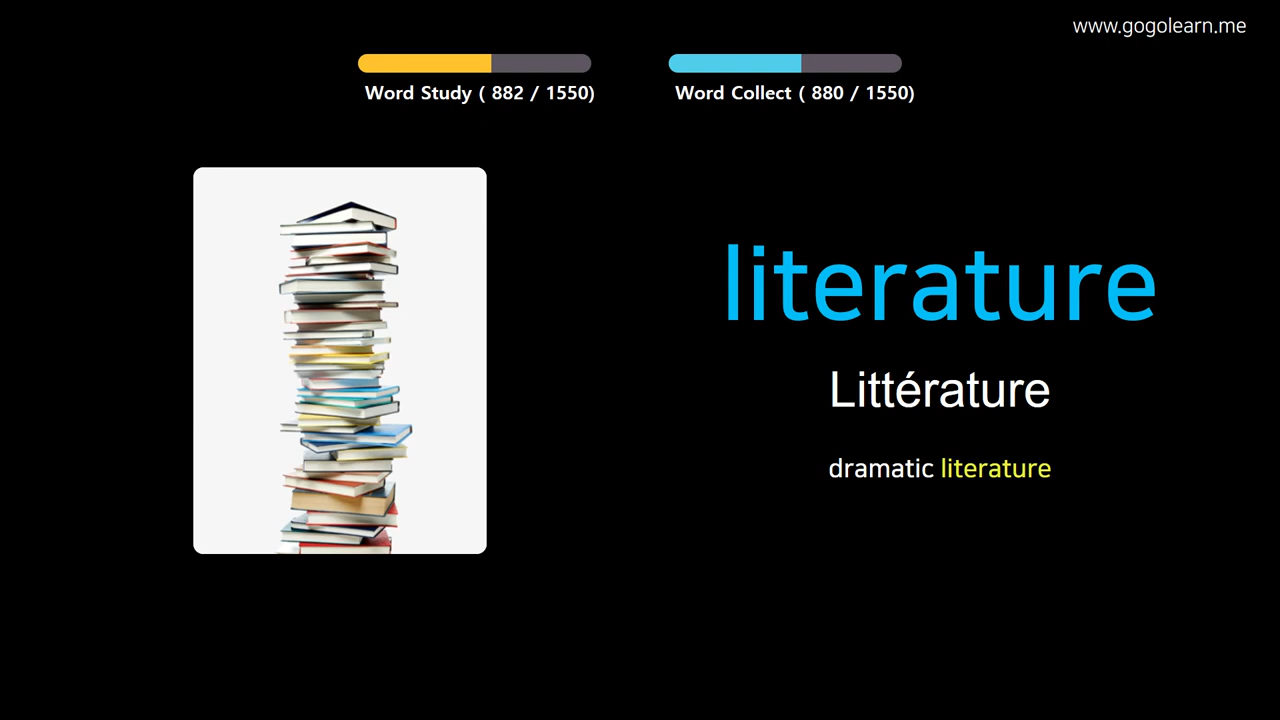 www.gogolearn.me
Word Study ( 882 / 1550)
Word Collect ( 880 / 1550)
literature
Littérature
dramatic literature